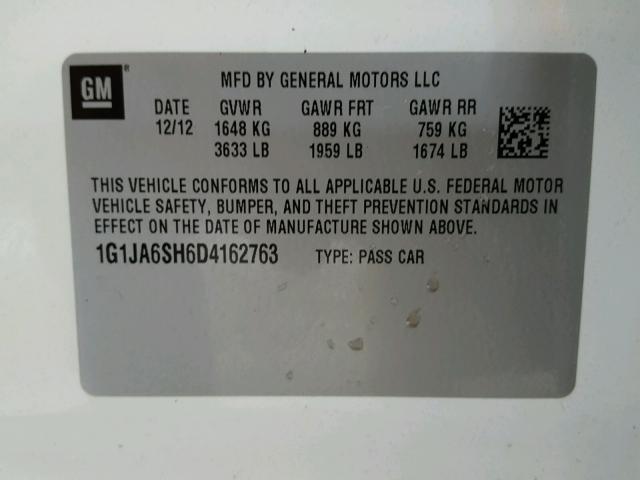 GM ®
MFD BY GENERAL MOTORS LLC
DATE GVWR GAWR FRT GAWR RR
12/12 1648 KG 889 KG 759 KG
3633 LB 1959 LB 1674 LB
THIS VEHICLE CONFORMS TO ALL APPLICABLE U.S. FEDERAL MOTOR
VEHICLE SAFETY, BUMPER, AND THEFT PREVENTION STANDARDS IN
EFFECT ON THE DATE OF MANUFACTURE SHOWN ABOVE.
1G1JA6SH6D4162763 TYPE: PASS CAR